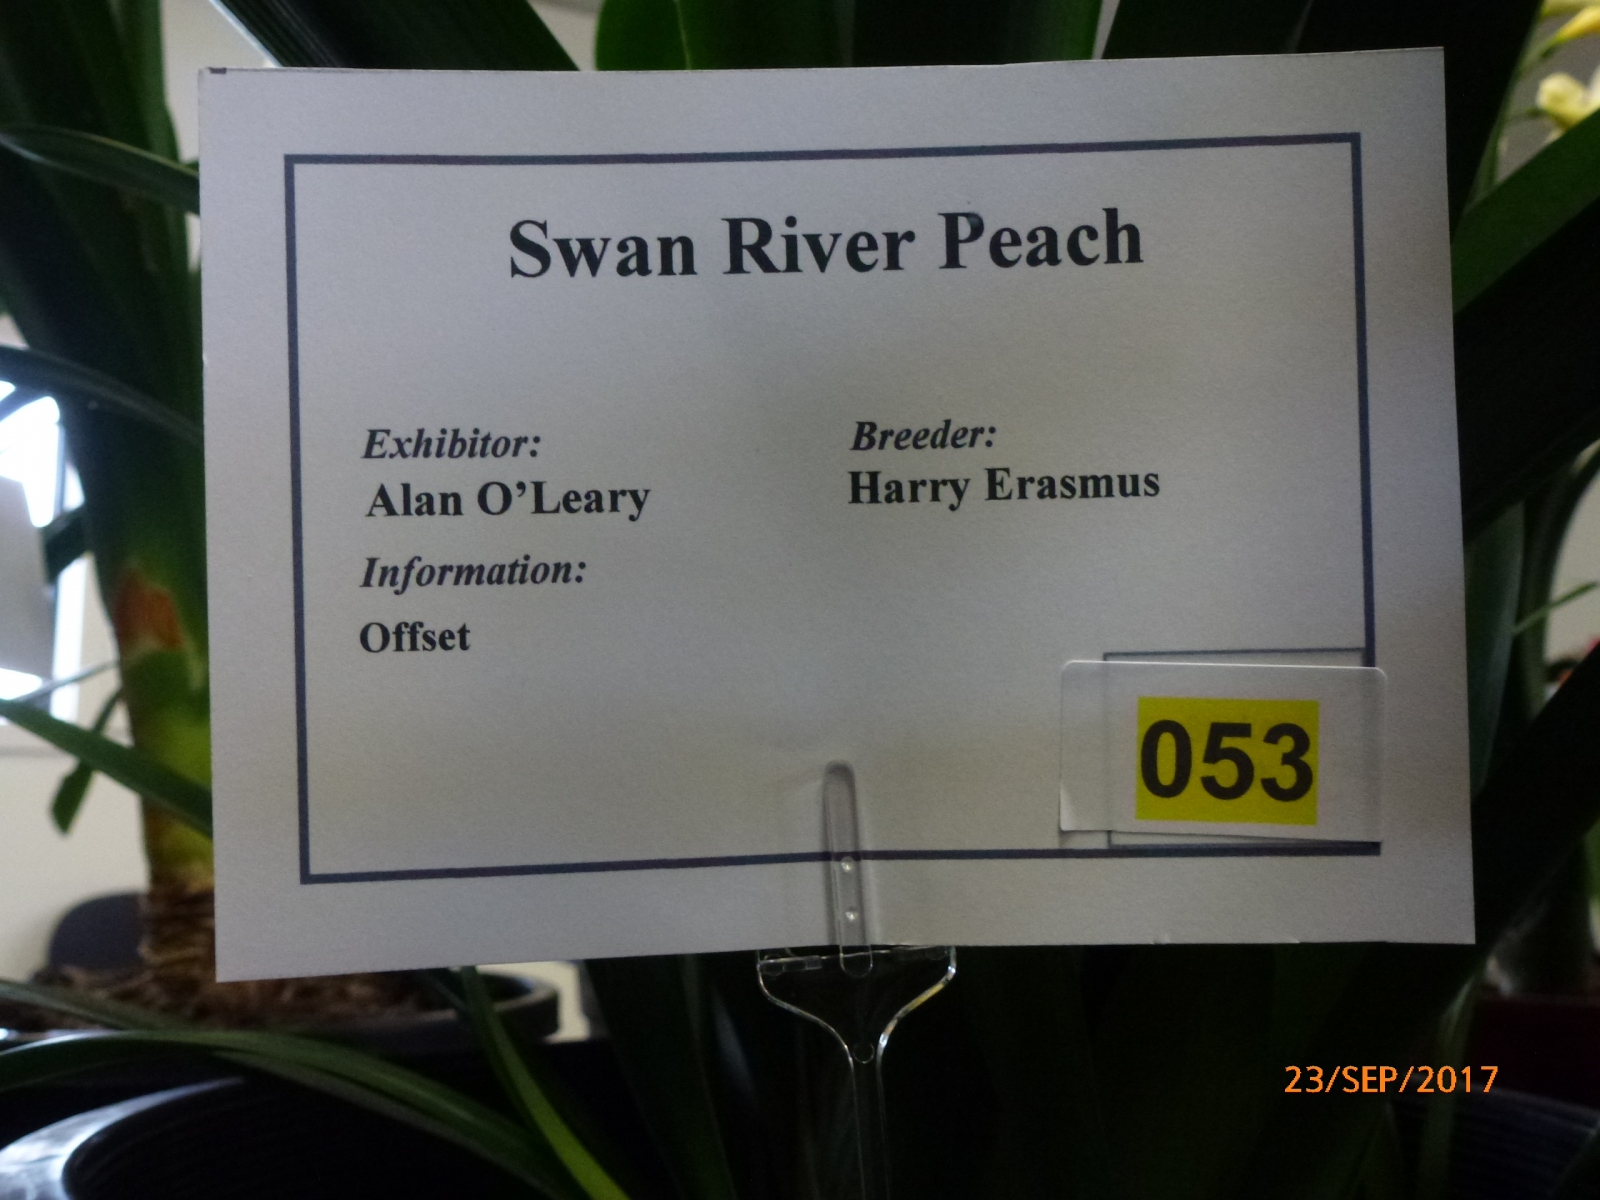 Swan River Peach
Exhibitor:
Alan O’Leary
Breeder:
Harry Erasmus
Information:
Offset
053
23/SEP/2017